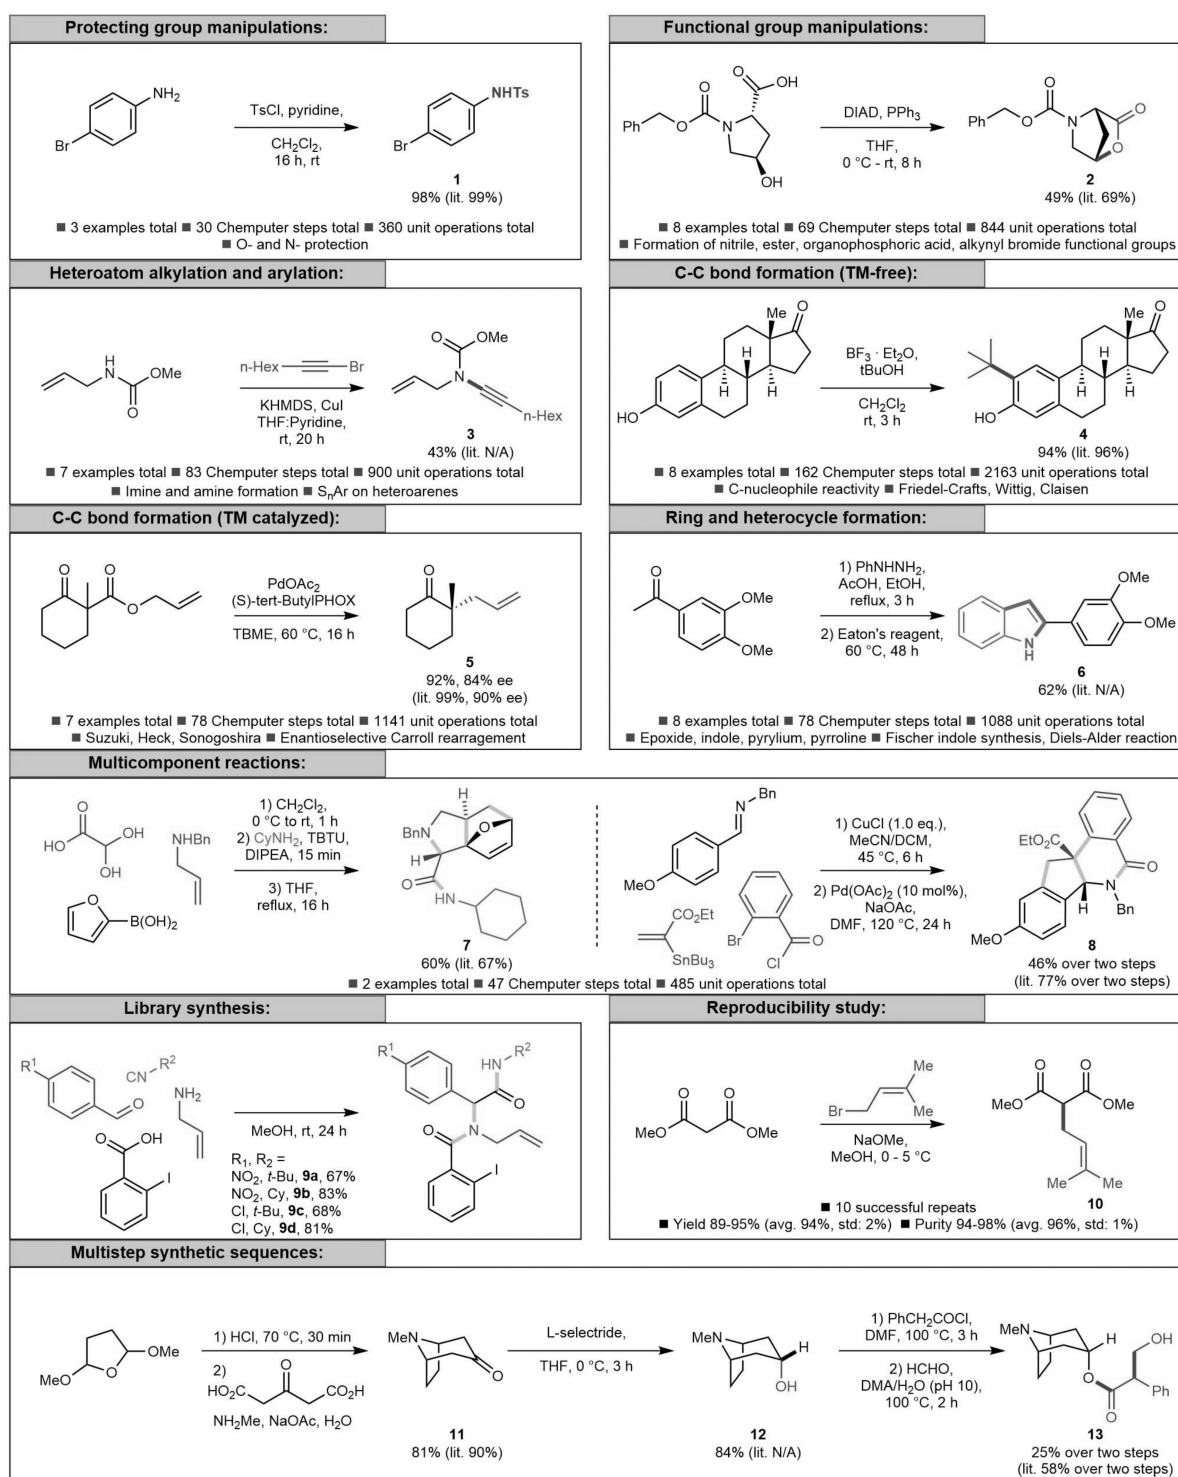 Protecting group manipulations:
NH₂
Br
TsCl, pyridine,
CH₂Cl₂,
16 h, rt
NHTs
Br
1
98% (lit. 99%)
■ 3 examples total ■ 30 Chemputer steps total ■ 360 unit operations total
■ O- and N- protection
Functional group manipulations:
O
OH
O
N
Ph
O
OH
DIAD, PPh₃
THF,
0 °C - rt, 8 h
O
N
O
Ph
O
O
2
49% (lit. 69%)
■ 8 examples total ■ 69 Chemputer steps total ■ 844 unit operations total
■ Formation of nitrile, ester, organophosphoric acid, alkynyl bromide functional groups
Heteroatom alkylation and arylation:
H
N
OMe
O
n-Hex
Br
KHMDS, CuI
THF:Pyridine,
rt, 20 h
O
OMe
N
n-Hex
3
43% (lit. N/A)
■ 7 examples total ■ 83 Chemputer steps total ■ 900 unit operations total
■ Imine and amine formation ■ SₙAr on heteroarenes
C-C bond formation (TM-free):
Me
O
H
H
H
HO
BF₃ · Et₂O,
tBuOH
CH₂Cl₂
rt, 3 h
Me
O
H
H
H
HO
4
94% (lit. 96%)
■ 8 examples total ■ 162 Chemputer steps total ■ 2163 unit operations total
■ C-nucleophile reactivity ■ Friedel-Crafts, Wittig, Claisen
C-C bond formation (TM catalyzed):
O
O
O
PdOAc₂
(S)-tert-ButylPHOX
TBME, 60 °C, 16 h
O
5
92%, 84% ee
(lit. 99%, 90% ee)
■ 7 examples total ■ 78 Chemputer steps total ■ 1141 unit operations total
■ Suzuki, Heck, Sonogoshira ■ Enantioselective Carroll rearragement
Ring and heterocycle formation:
O
OMe
OMe
1) PhNHNH₂,
AcOH, EtOH,
reflux, 3 h
2) Eaton's reagent,
60 °C, 48 h
OMe
OMe
N
H
6
62% (lit. N/A)
■ 8 examples total ■ 78 Chemputer steps total ■ 1088 unit operations total
■ Epoxide, indole, pyrylium, pyrroline ■ Fischer indole synthesis, Diels-Alder reaction
Multicomponent reactions:
O
OH
HO
OH
NHBn
O
B(OH)₂
1) CH₂Cl₂,
0 °C to rt, 1 h
2) CyNH₂, TBTU,
DIPEA, 15 min
3) THF,
reflux, 16 h
H
BnN
O
H
O
N
H
7
60% (lit. 67%)
N
Bn
MeO
CO₂Et
SnBu₃
Br
O
Cl
1) CuCl (1.0 eq.),
MeCN/DCM,
45 °C, 6 h
2) Pd(OAc)₂ (10 mol%),
NaOAc,
DMF, 120 °C, 24 h
O
EtO
O
N
Bn
H
MeO
8
46% over two steps
(lit. 77% over two steps)
■ 2 examples total ■ 47 Chemputer steps total ■ 485 unit operations total
Library synthesis:
R¹
O
CN
R²
NH₂
O
OH
I
MeOH, rt, 24 h
R₁, R₂ =
NO₂, t-Bu, 9a, 67%
NO₂, Cy, 9b, 83%
Cl, t-Bu, 9c, 68%
Cl, Cy, 9d, 81%
R¹
HN
R²
O
O
N
I
Reproducibility study:
O
O
MeO
OMe
Br
Me
Me
NaOMe,
MeOH, 0 - 5 °C
O
O
MeO
OMe
Me
Me
10
■ 10 successful repeats
■ Yield 89-95% (avg. 94%, std: 2%) ■ Purity 94-98% (avg. 96%, std: 1%)
Multistep synthetic sequences:
MeO
O
OMe
1) HCl, 70 °C, 30 min
2)
O
HO₂C
CO₂H
NH₂Me, NaOAc, H₂O
MeN
O
11
81% (lit. 90%)
L-selectride,
THF, 0 °C, 3 h
MeN
H
OH
12
84% (lit. N/A)
1) PhCH₂COCl,
DMF, 100 °C, 3 h
2) HCHO,
DMA/H₂O (pH 10),
100 °C, 2 h
MeN
H
HO
O
O
Ph
13
25% over two steps
(lit. 58% over two steps)